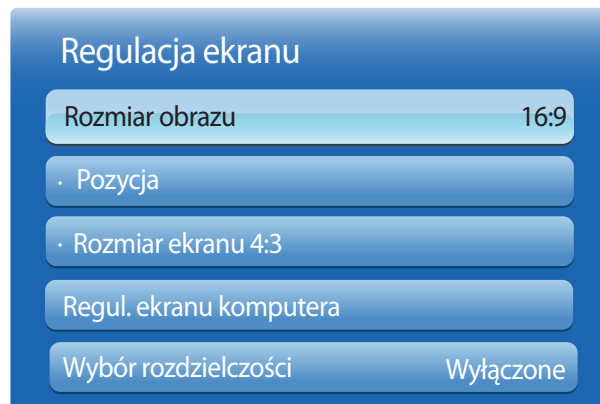 Regulacja ekranu
Rozmiar obrazu 16:9
· Pozycja
· Rozmiar ekranu 4:3
Regul. ekranu komputera
Wybór rozdzielczości Wyłączone